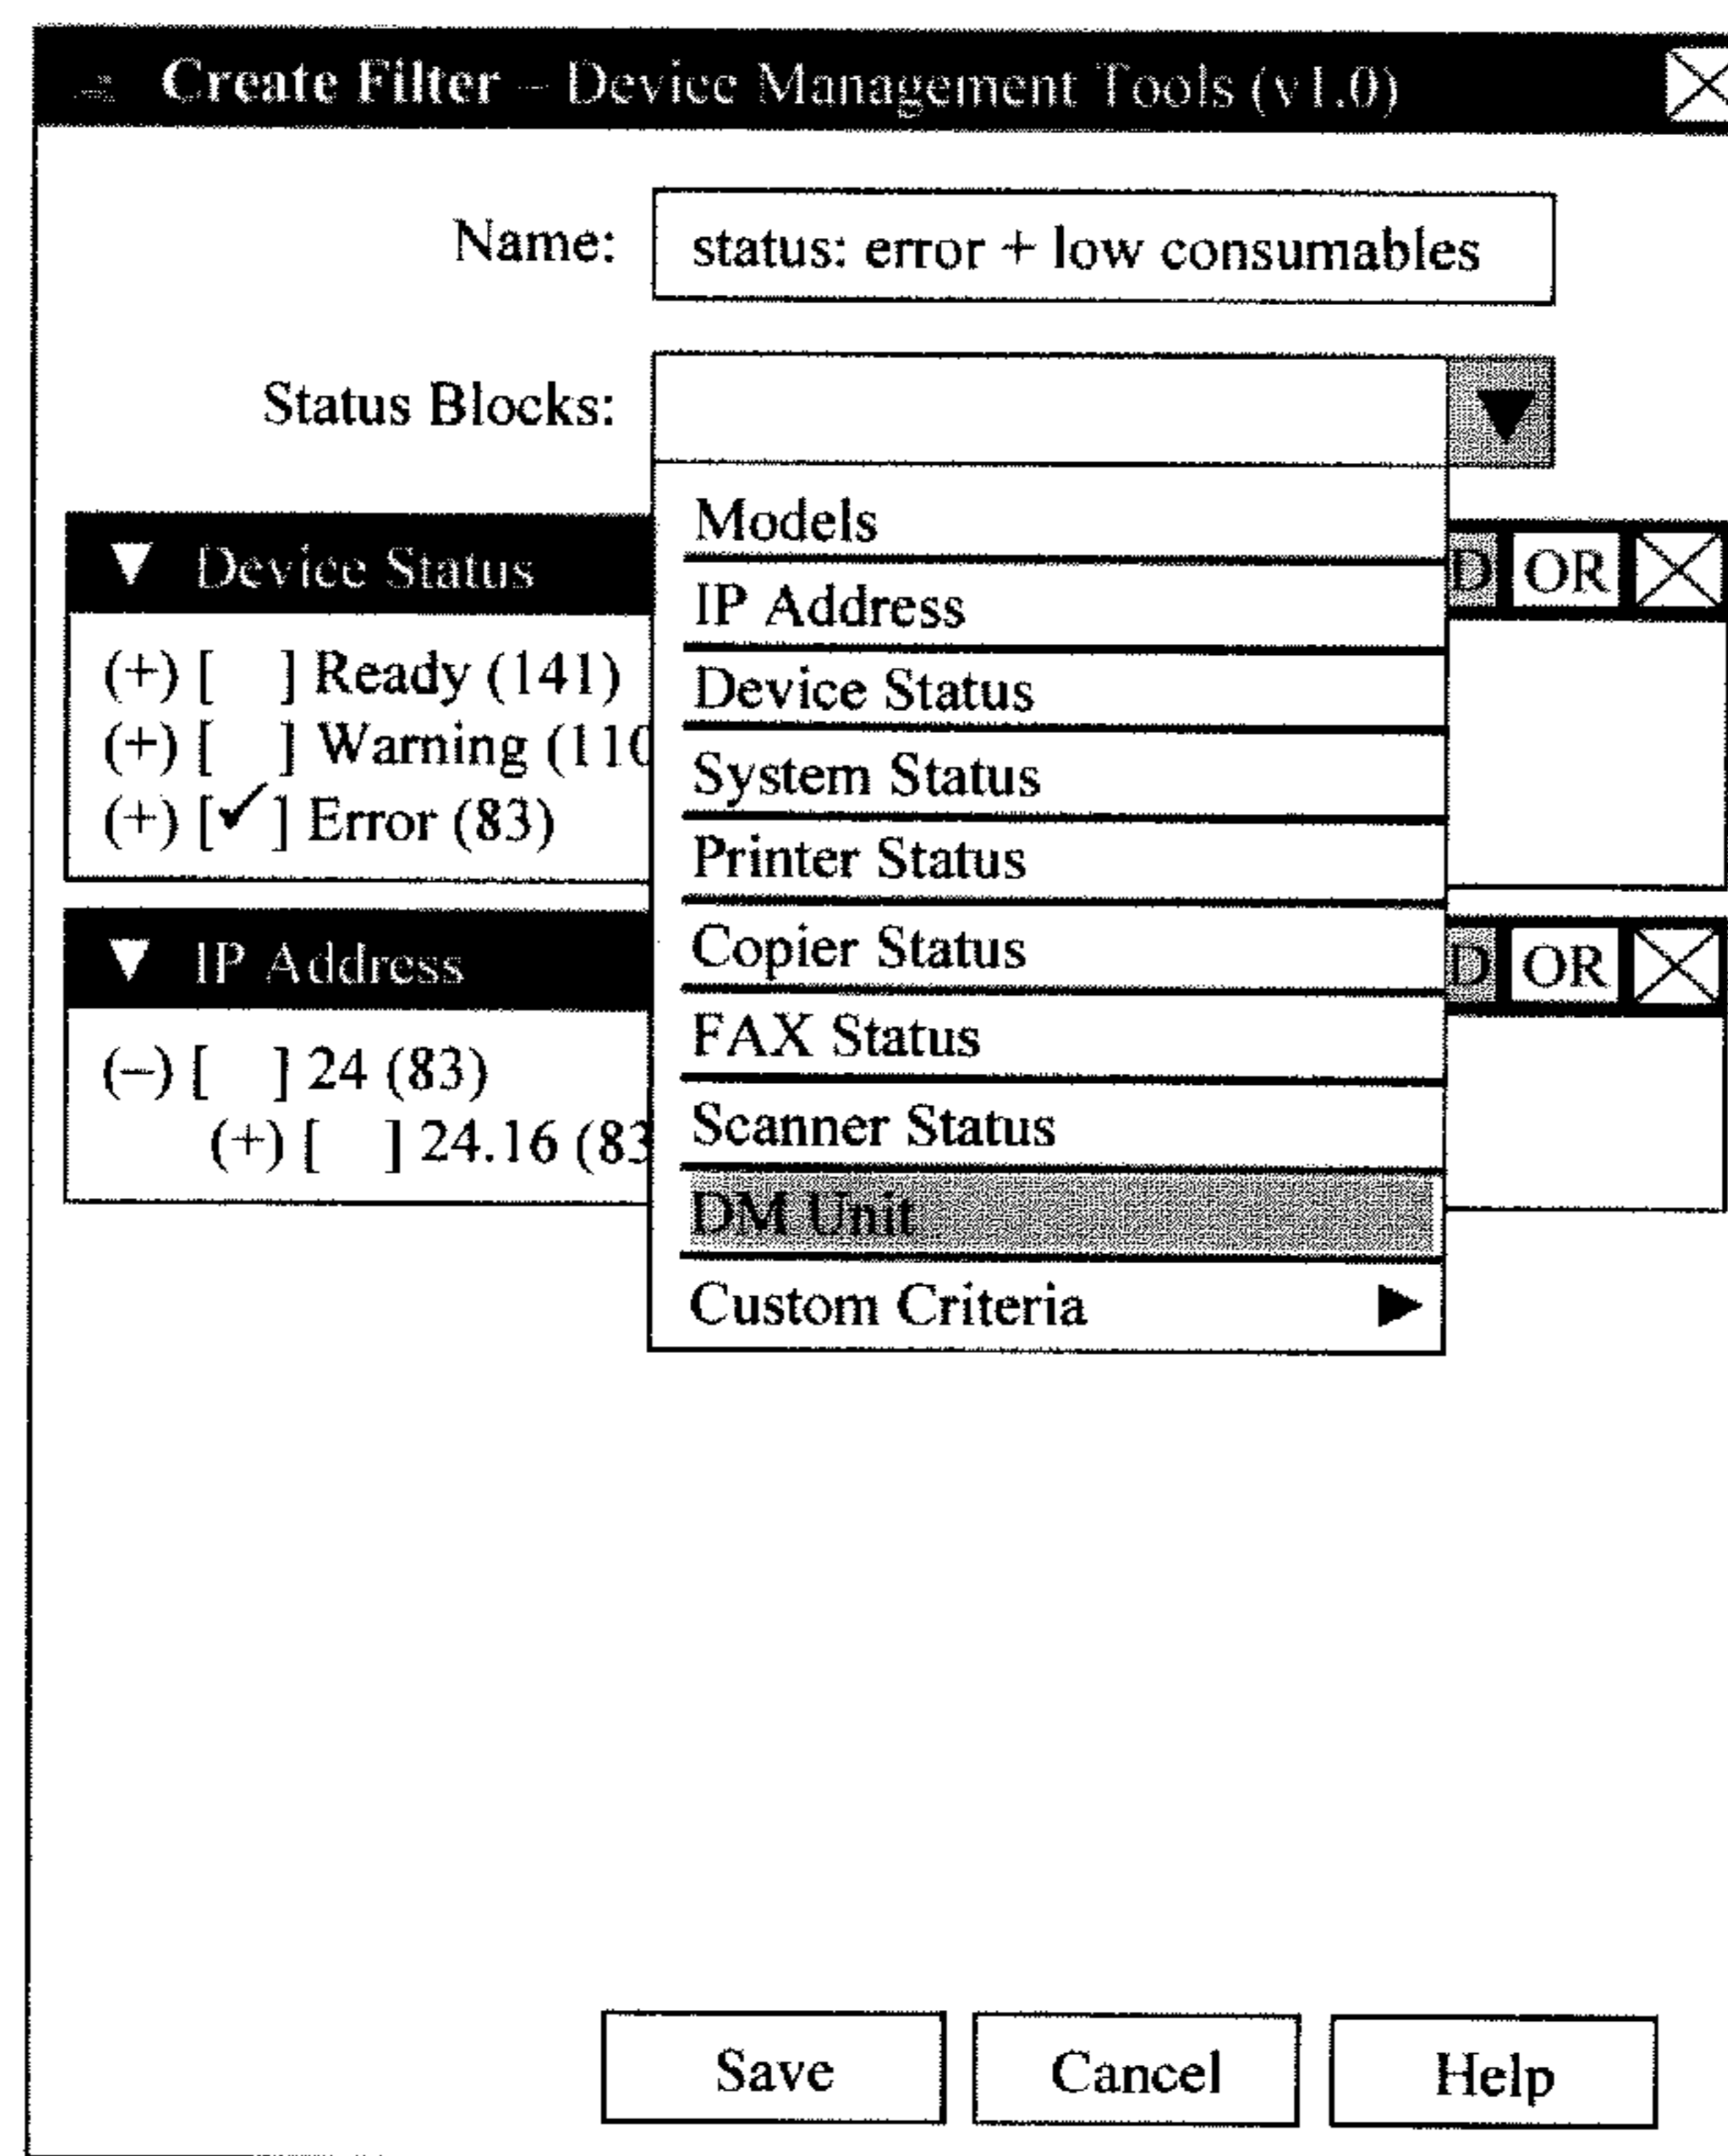 Create Filter – Device Management Tools (v1.0)
Name: status: error + low consumables
Status Blocks:
Models
IP Address
Device Status
System Status
Printer Status
Copier Status
FAX Status
Scanner Status
DM Unit
Custom Criteria
Device Status
D OR
(+) [ ] Ready (141)
(+) [ ] Warning (110
(+) [✓] Error (83)
IP Address
D OR
(–) [ ] 24 (83)
(+) [ ] 24.16 (83
Save Cancel Help